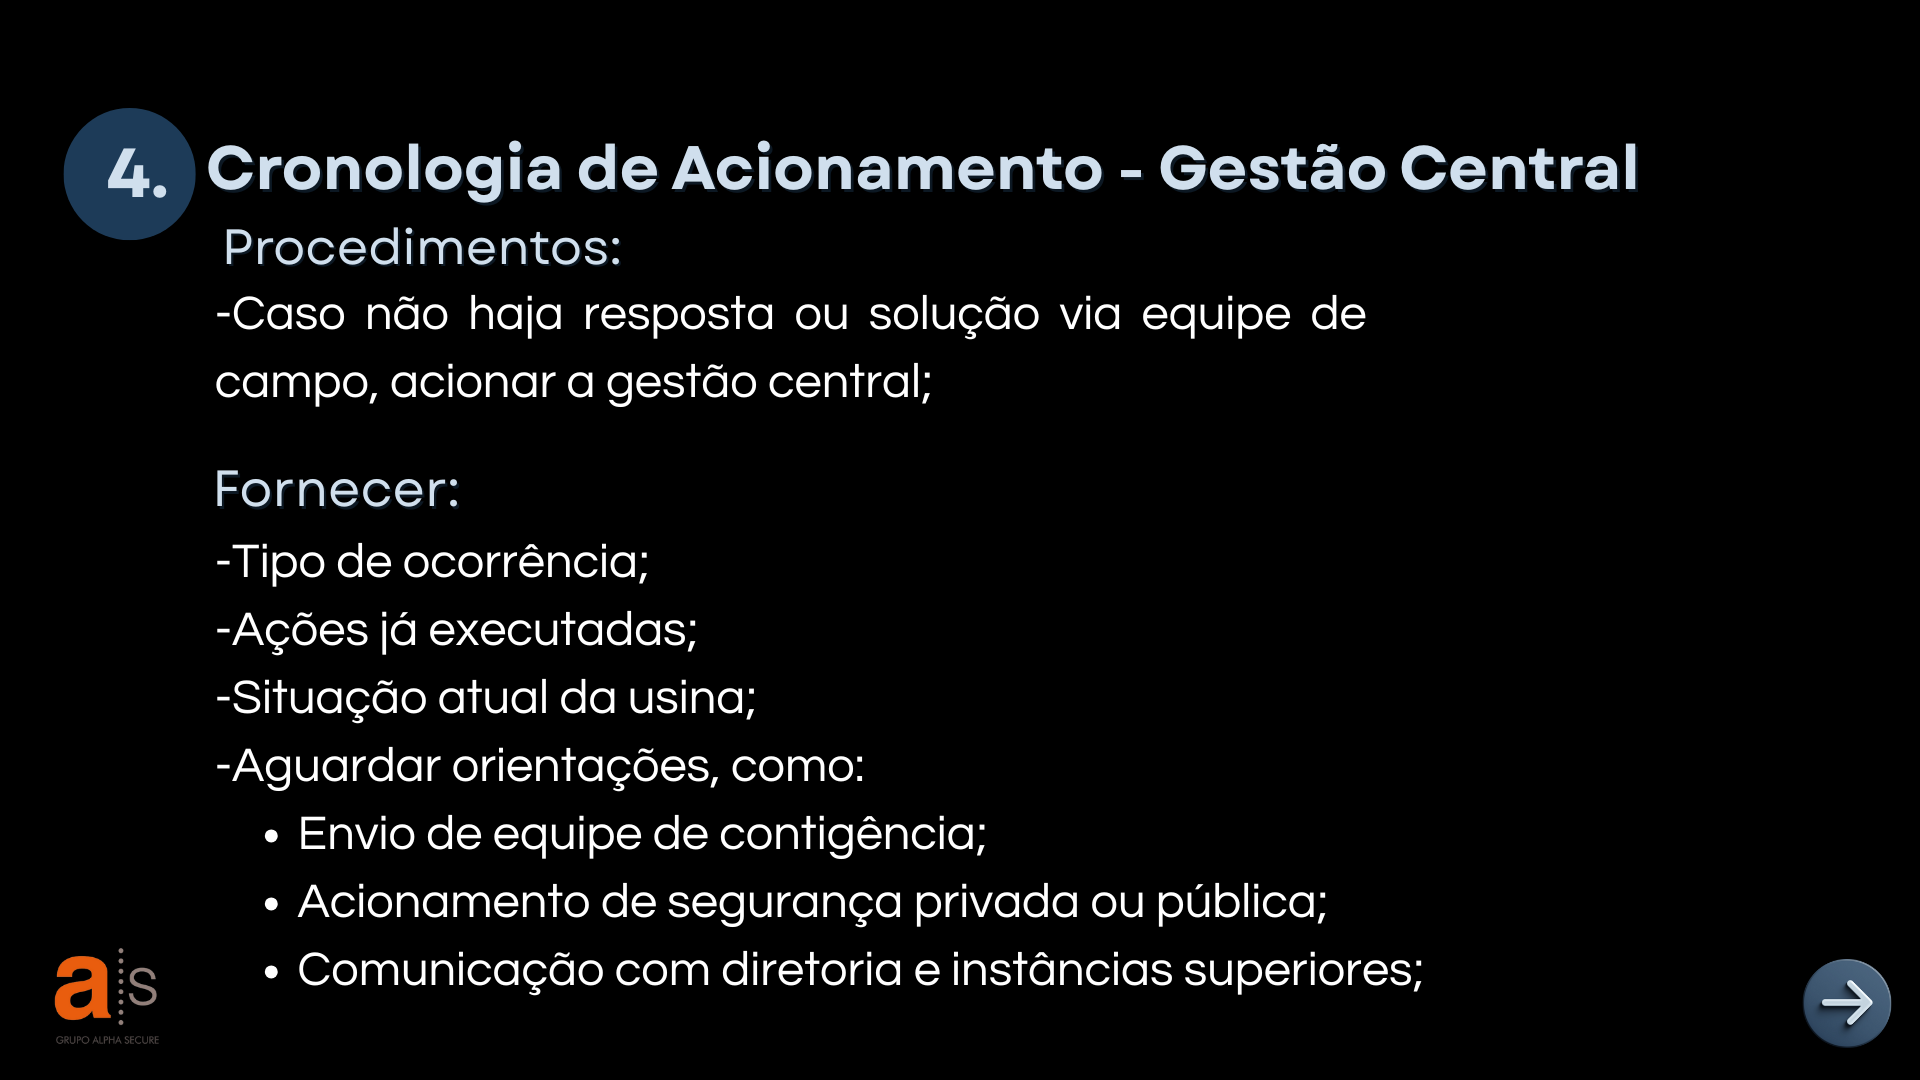 4. Cronologia de Acionamento - Gestão Central
Procedimentos:
-Caso não haja resposta ou solução via equipe de
campo, acionar a gestão central;
Fornecer:
-Tipo de ocorrência;
-Ações já executadas;
-Situação atual da usina;
-Aguardar orientações, como:
• Envio de equipe de contigência;
• Acionamento de segurança privada ou pública;
• Comunicação com diretoria e instâncias superiores;
a s
GRUPO ALPHA SECURE